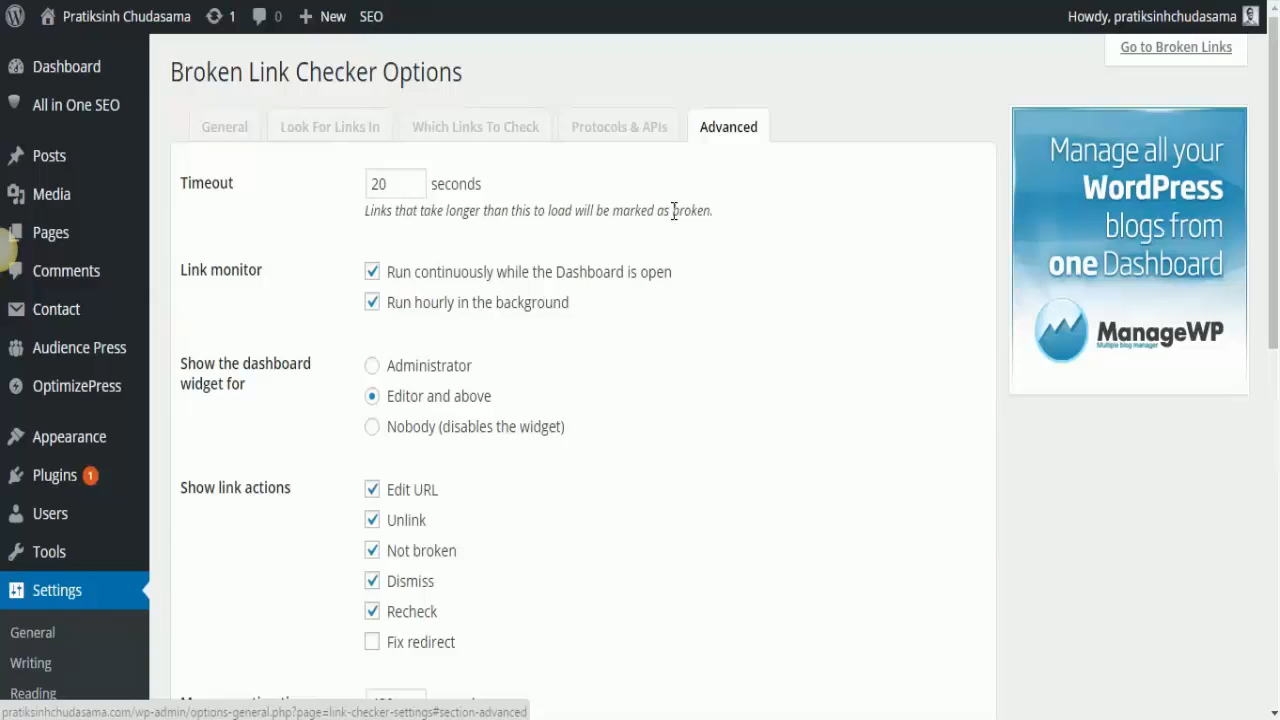 Pratiksinh Chudasama 1 0 + New SEO Howdy, pratiksinhchudasama
Go to Broken Links
Dashboard
All in One SEO
Posts
Media
Pages
Comments
Contact
Audience Press
OptimizePress
Appearance
Plugins 1
Users
Tools
Settings
General
Writing
Reading
Broken Link Checker Options
General Look For Links In Which Links To Check Protocols & APIs Advanced
Timeout 20 seconds
Links that take longer than this to load will be marked as broken.
Link monitor Run continuously while the Dashboard is open
Run hourly in the background
Show the dashboard
widget for
Administrator
Editor and above
Nobody (disables the widget)
Show link actions Edit URL
Unlink
Not broken
Dismiss
Recheck
Fix redirect
Manage all your
WordPress
blogs from
one Dashboard
ManageWP
Multiple blog manager
pratiksinhchudasama.com/wp-admin/options-general.php?page=link-checker-settings#section-advanced